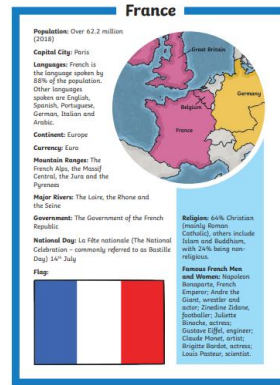 France
Population: Over 62.2 million
(2018)
Capital City: Paris
Languages: French is
the language spoken by
88% of the population.
Other languages
spoken are English,
Spanish, Portuguese,
German, Italian and
Arabic.
Continent: Europe
Currency: Euro
Mountain Ranges: The
French Alps, the Massif
Central, the Jura and the
Pyrenees
Major Rivers: The Loire, the Rhone and
the Seine
Government: The Government of the French
Republic
National Day: La Fête nationale (The National
Celebration – commonly referred to as Bastille
Day) 14th July
Flag:
Great Britain
Belgium
Germany
France
Religion: 64% Christian
(mainly Roman
Catholic), others include
Islam and Buddhism,
with 24% being non-
religious.
Famous French Men
and Women: Napoleon
Bonaparte, French
Emperor; Andre the
Giant, wrestler and
actor; Zinedine Zidane,
footballer; Juliette
Binoche, actress;
Gustave Eiffel, engineer;
Claude Monet, artist;
Brigitte Bardot, actress;
Louis Pasteur, scientist.